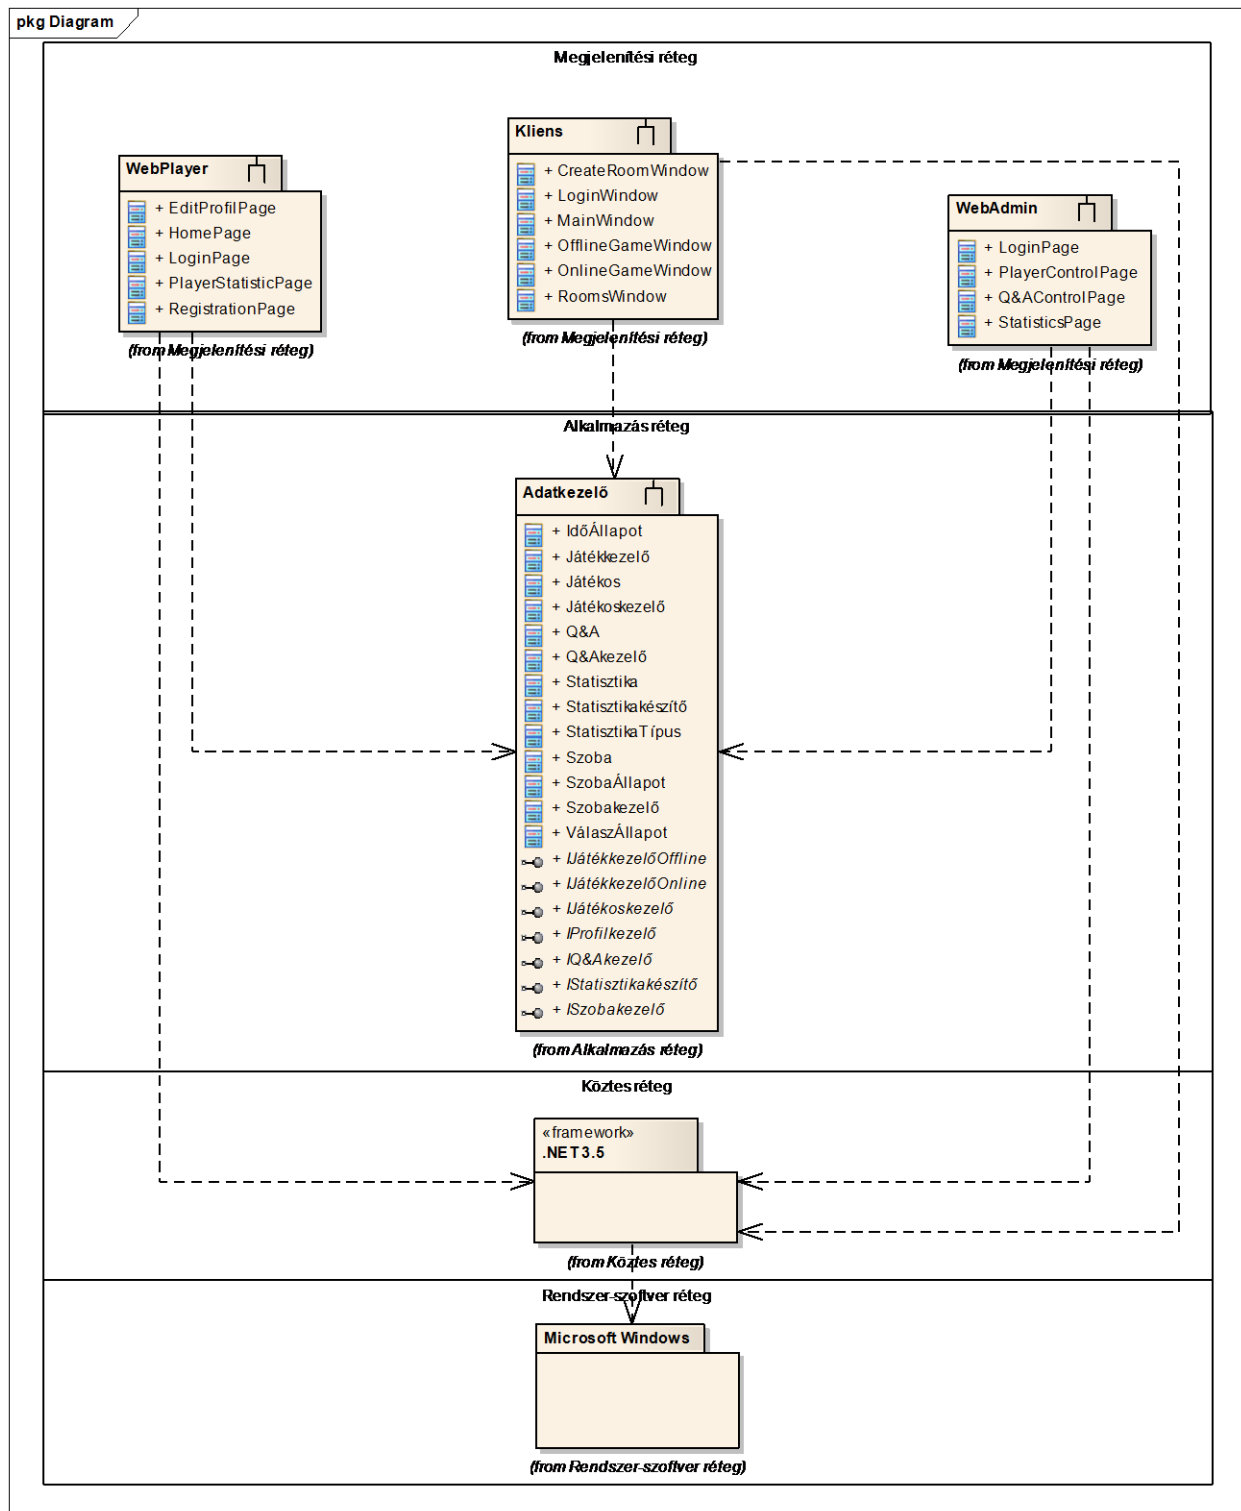 pkg Diagram
Megjelenítési réteg
WebPlayer
+ EditProfilPage
+ HomePage
+ LoginPage
+ PlayerStatisticPage
+ RegistrationPage
(from Megjelenítési réteg)
Kliens
+ CreateRoomWindow
+ LoginWindow
+ MainWindow
+ OfflineGameWindow
+ OnlineGameWindow
+ RoomsWindow
(from Megjelenítési réteg)
WebAdmin
+ LoginPage
+ PlayerControlPage
+ Q&AControlPage
+ StatisticsPage
(from Megjelenítési réteg)
Alkalmazás réteg
Adatkezelő
+ IdőÁllapot
+ Játékkezelő
+ Játékos
+ Játékoskezelő
+ Q&A
+ Q&Akezelő
+ Statisztika
+ Statisztikakészítő
+ StatisztikaTípus
+ Szoba
+ SzobaÁllapot
+ Szobakezelő
+ VálaszÁllapot
+ IJátékkezelőOffline
+ IJátékkezelőOnline
+ IJátékoskezelő
+ IProfilkezelő
+ IQ&Akezelő
+ IStatisztikakészítő
+ ISzobakezelő
(from Alkalmazás réteg)
Köztes réteg
«framework»
.NET 3.5
(from Köztes réteg)
Rendszer-szoftver réteg
Microsoft Windows
(from Rendszer-szoftver réteg)